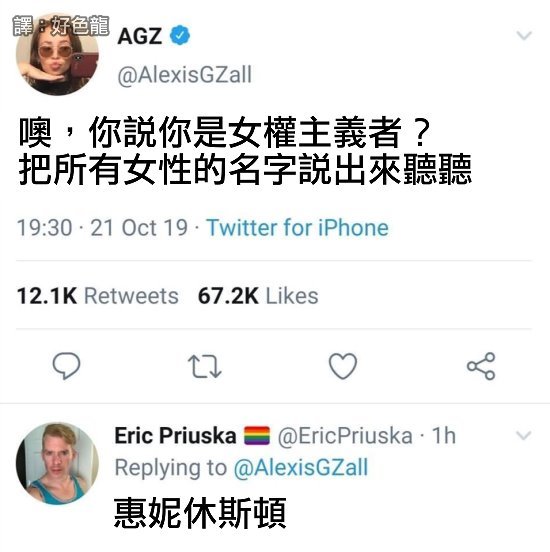 譯：好色龍
AGZ
@AlexisGZall
噢，你説你是女權主義者？
把所有女性的名字説出來聽聽
19:30 · 21 Oct 19 · Twitter for iPhone
12.1K Retweets 67.2K Likes
Eric Priuska @EricPriuska · 1h
Replying to @AlexisGZall
惠妮休斯頓